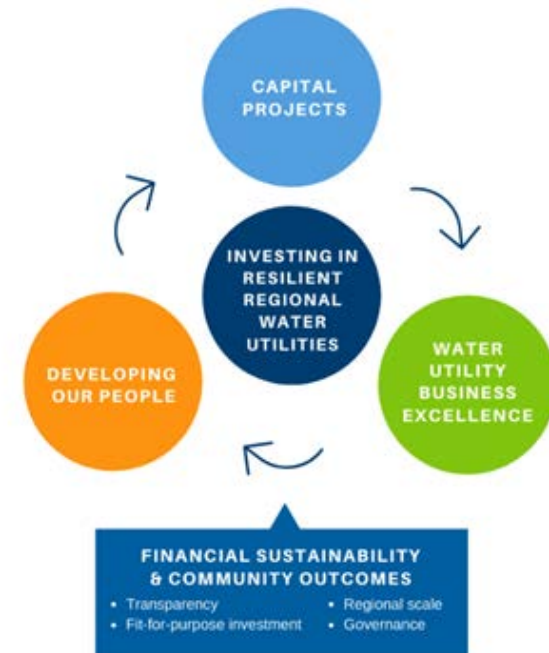 CAPITAL
PROJECTS
INVESTING IN
RESILIENT
REGIONAL
WATER
UTILITIES
DEVELOPING
OUR PEOPLE
WATER
UTILITY
BUSINESS
EXCELLENCE
FINANCIAL SUSTAINABILITY
& COMMUNITY OUTCOMES
• Transparency
• Fit-for-purpose investment
• Regional scale
• Governance